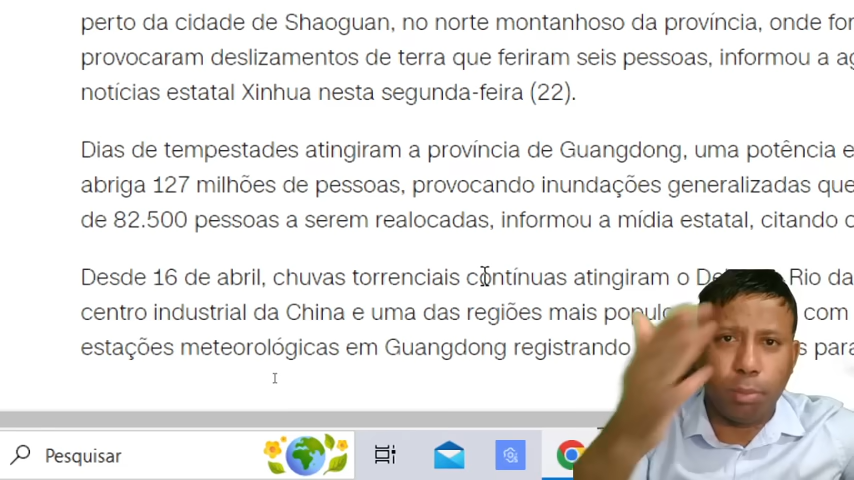 perto da cidade de Shaoguan, no norte montanhoso da província, onde
provocaram deslizamentos de terra que feriram seis pessoas, informou a
notícias estatal Xinhua nesta segunda-feira (22).
Dias de tempestades atingiram a província de Guangdong, uma potência
abriga 127 milhões de pessoas, provocando inundações generalizadas que
de 82.500 pessoas a serem realocadas, informou a mídia estatal, citando
Desde 16 de abril, chuvas torrenciais contínuas atingiram o Rio da
centro industrial da China e uma das regiões mais com
estações meteorológicas em Guangdong registrando
Pesquisar